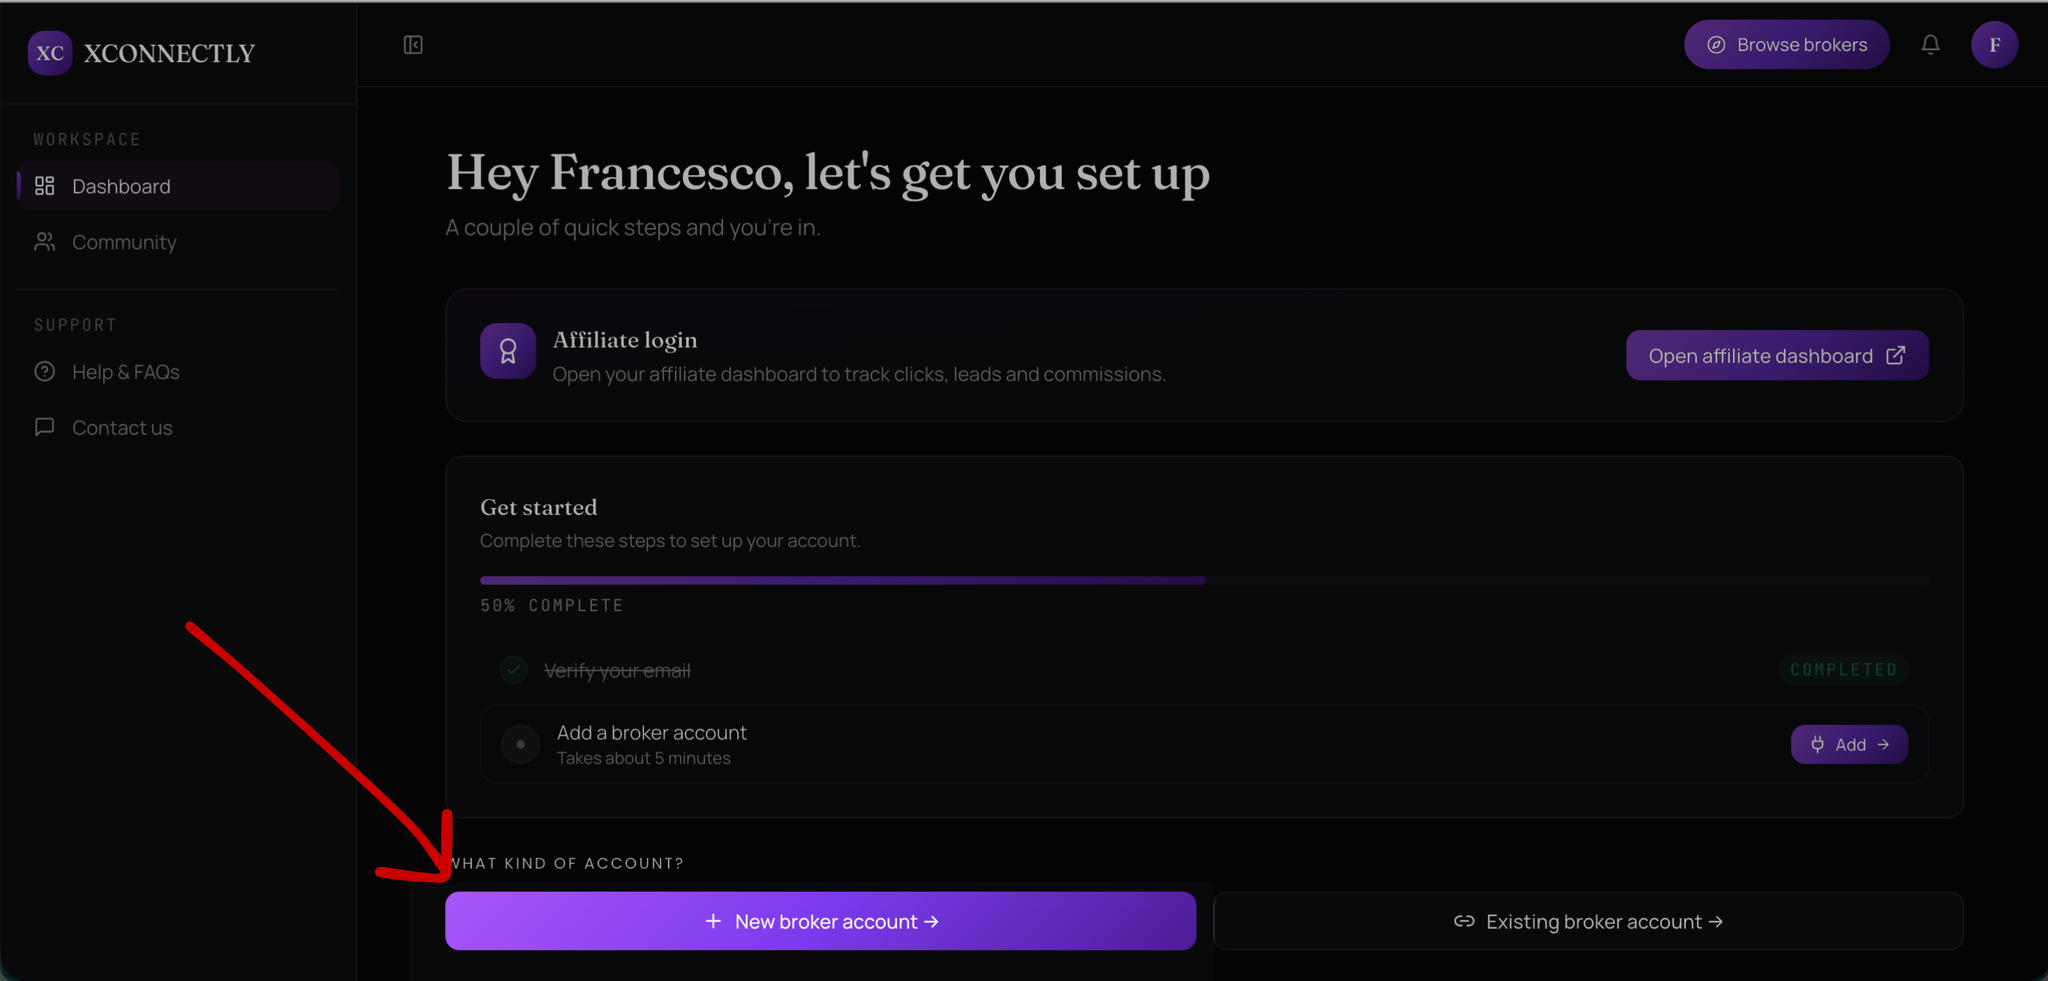 XC XCONNECTLY
Browse brokers
F
WORKSPACE
Dashboard
Community
SUPPORT
Help & FAQs
Contact us
Hey Francesco, let's get you set up
A couple of quick steps and you're in.
Affiliate login
Open your affiliate dashboard to track clicks, leads and commissions.
Open affiliate dashboard
Get started
Complete these steps to set up your account.
50% COMPLETE
Verify your email
COMPLETED
Add a broker account
Takes about 5 minutes
Add →
WHAT KIND OF ACCOUNT?
+ New broker account →
Existing broker account →